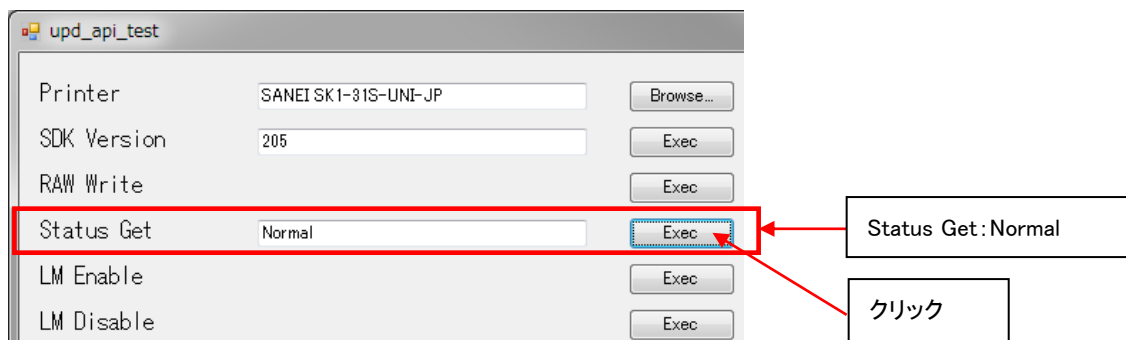 upd_api_test
Printer SANEI SK1-31S-UNI-JP Browse...
SDK Version 205 Exec
RAW Write Exec
Status Get Normal Exec
Status Get:Normal
LM Enable Exec
クリック
LM Disable Exec